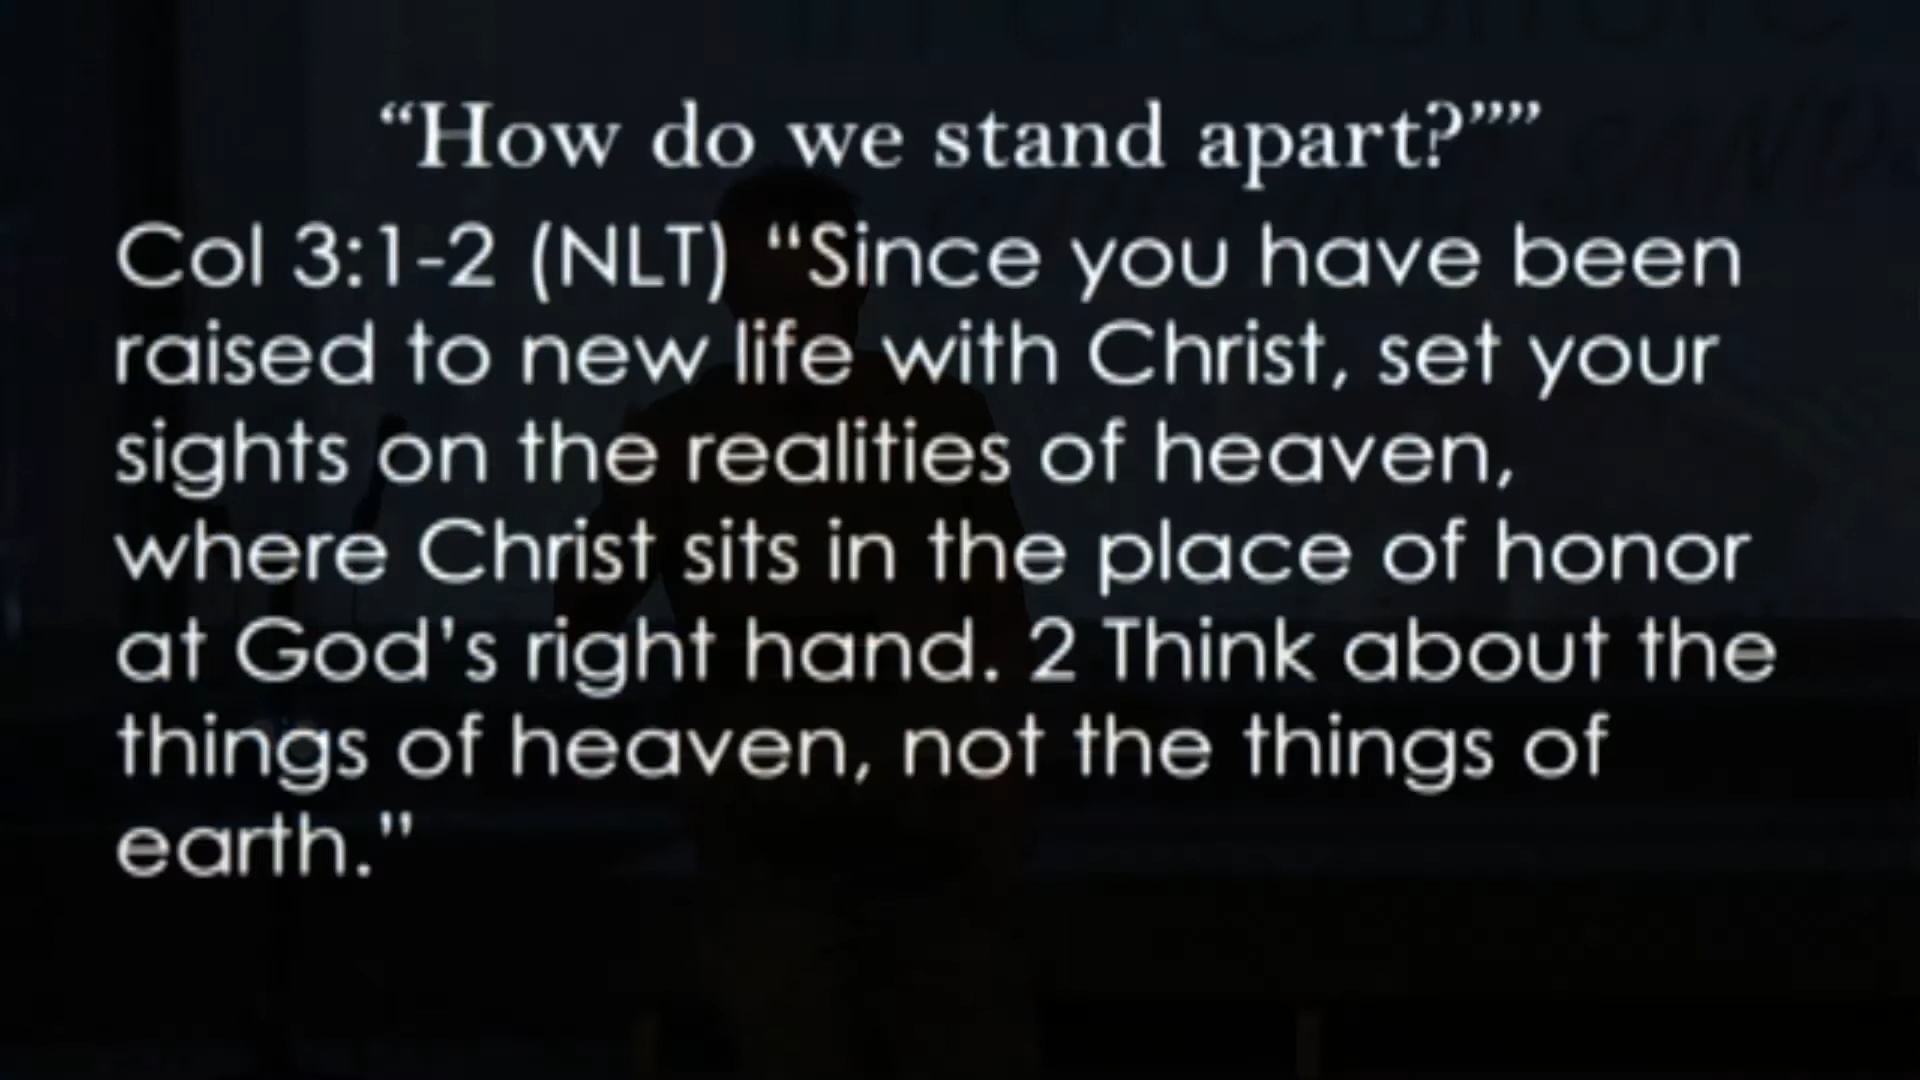 “How do we stand apart?””
Col 3:1-2 (NLT) “Since you have been
raised to new life with Christ, set your
sights on the realities of heaven,
where Christ sits in the place of honor
at God’s right hand. 2 Think about the
things of heaven, not the things of
earth.”